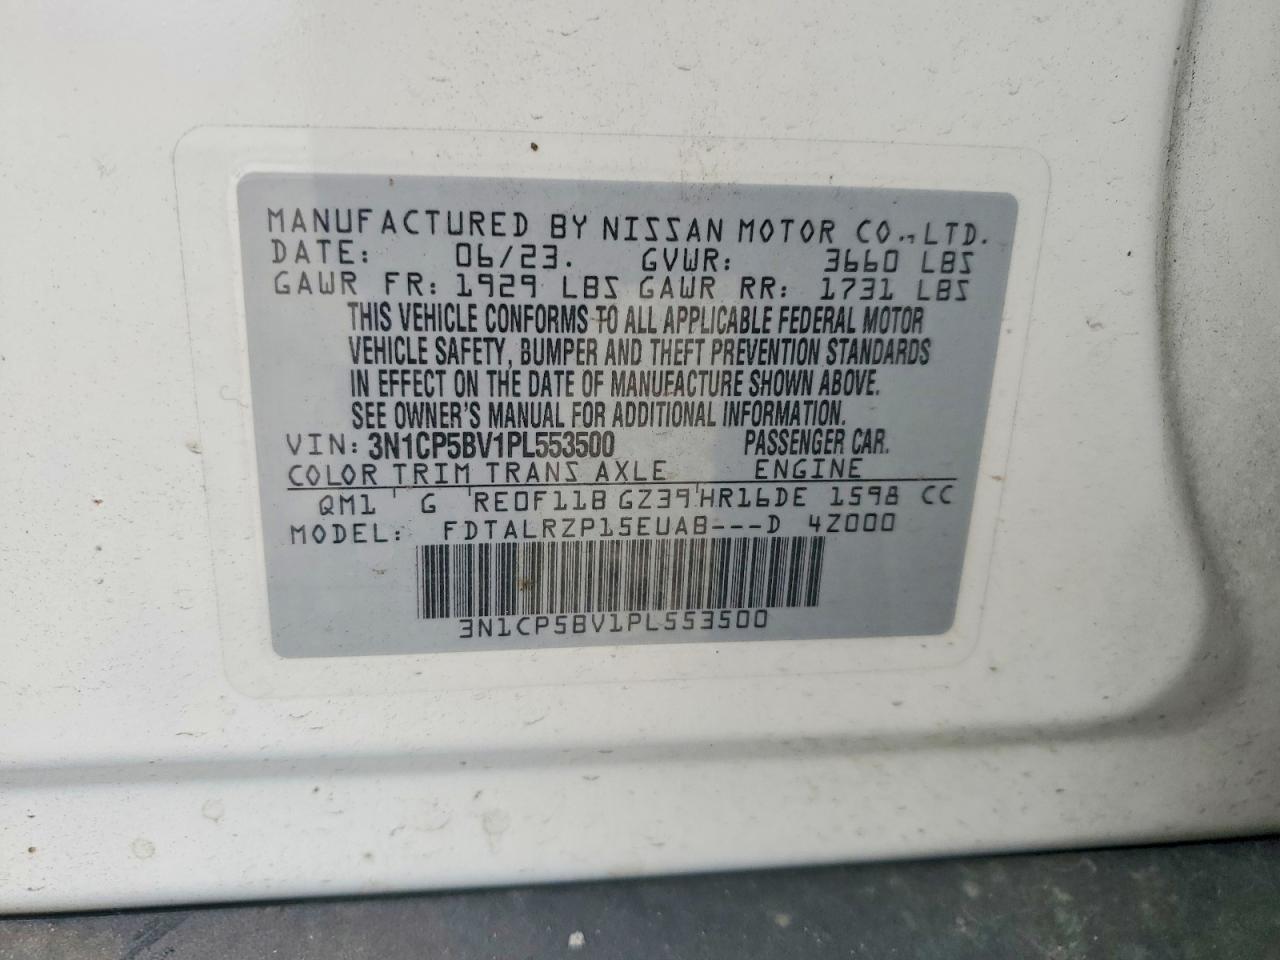 MANUFACTURED BY NISSAN MOTOR CO., LTD.
DATE: 06/23. GVWR: 3660 LBS
GAWR FR: 1929 LBS GAWR RR: 1731 LBS
THIS VEHICLE CONFORMS TO ALL APPLICABLE FEDERAL MOTOR
VEHICLE SAFETY, BUMPER AND THEFT PREVENTION STANDARDS
IN EFFECT ON THE DATE OF MANUFACTURE SHOWN ABOVE.
SEE OWNER'S MANUAL FOR ADDITIONAL INFORMATION.
VIN: 3N1CP5BV1PL553500 PASSENGER CAR.
COLOR TRIM TRANS AXLE ENGINE
QM1 ' G 'RE0F11B GZ39'HR16DE 1598 CC
MODEL: FDTALRZP15EUAB---D 4Z000
3N1CP5BV1PL553500